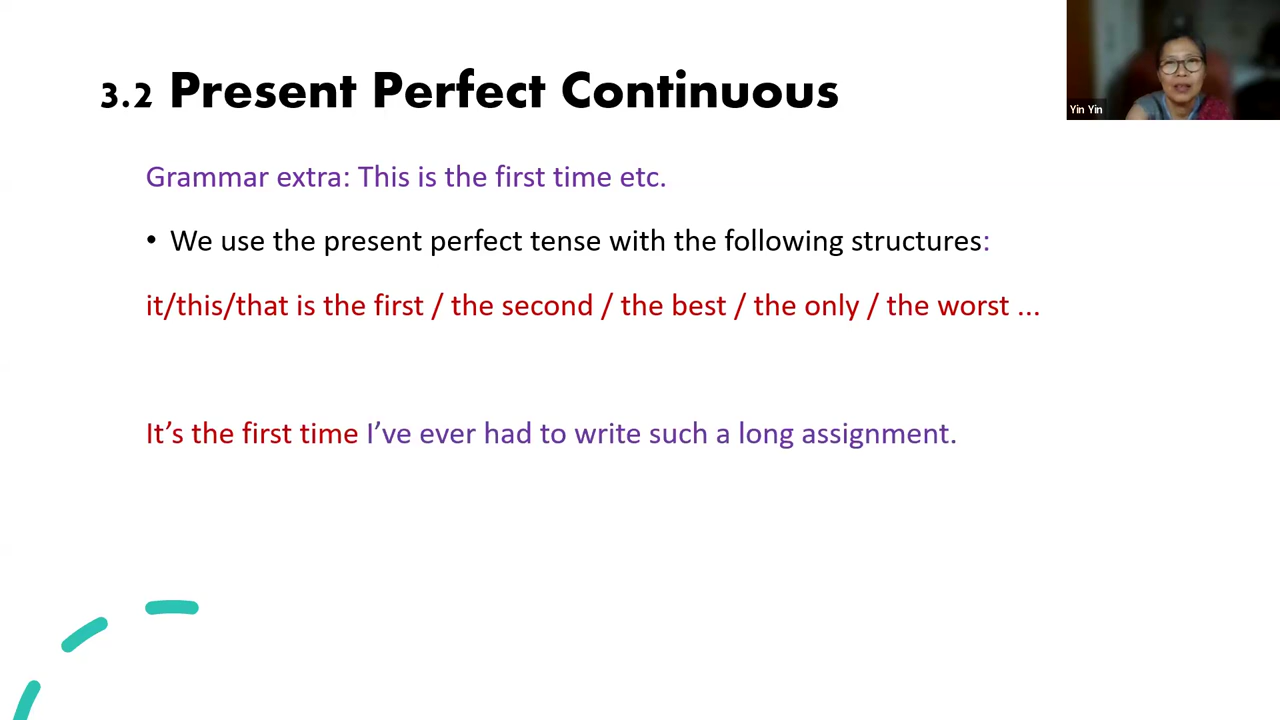 3.2 Present Perfect Continuous
Yin Yin
Grammar extra: This is the first time etc.
• We use the present perfect tense with the following structures:
it/this/that is the first / the second / the best / the only / the worst ...
It’s the first time I’ve ever had to write such a long assignment.